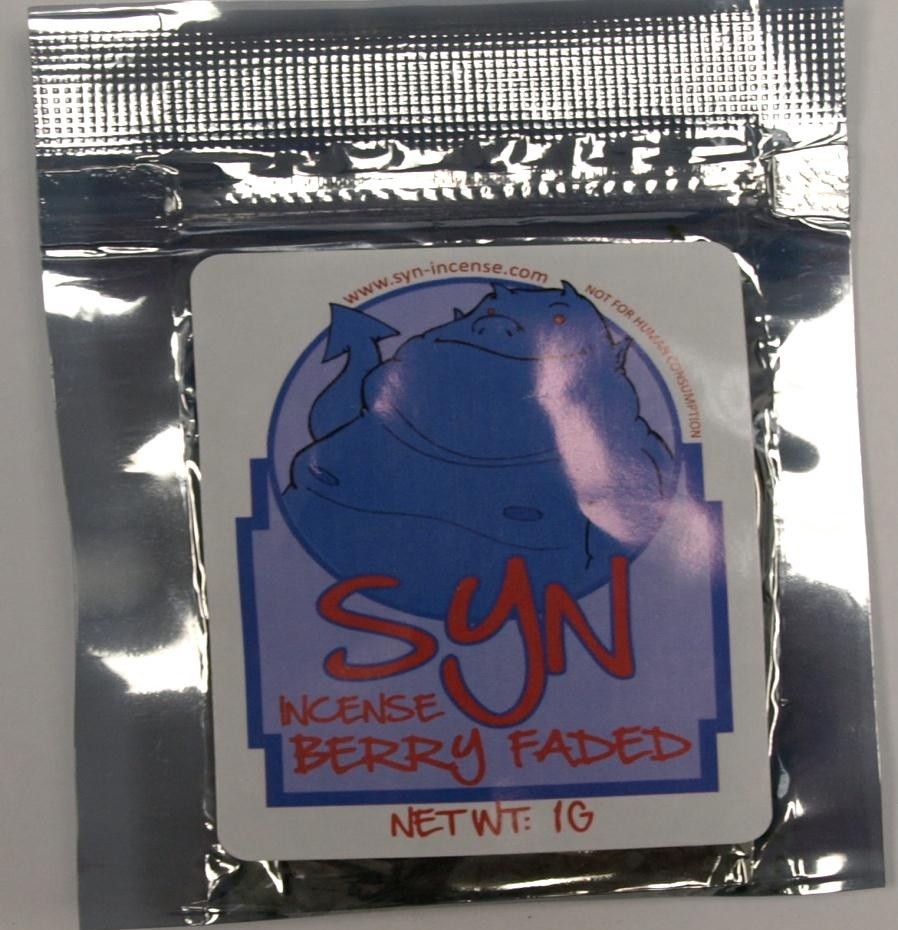 www.syn-incense.com
NOT FOR HUMAN CONSUMPTION
SYN
INCENSE
BERRY FADED
NET WT: 1G